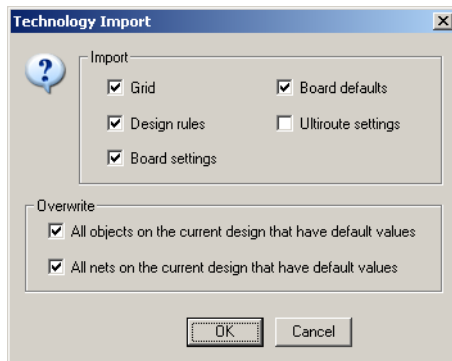 Technology Import
Import
Grid
Board defaults
Design rules
Ultiroute settings
Board settings
Overwrite
All objects on the current design that have default values
All nets on the current design that have default values
OK
Cancel